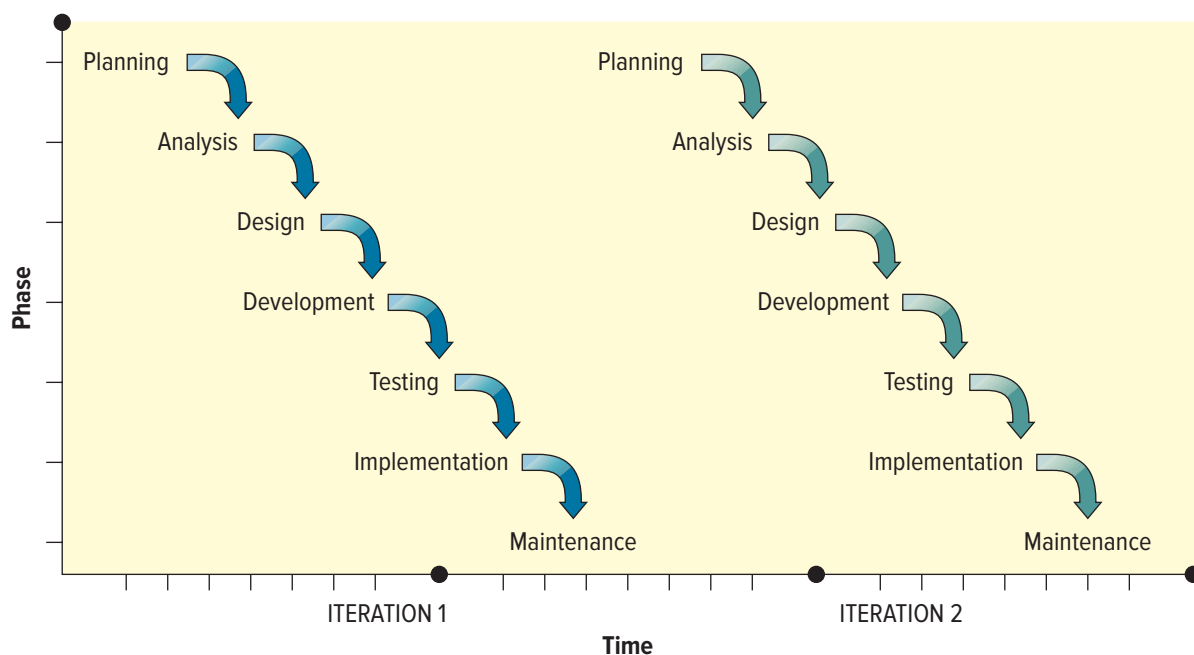 Planning
Planning
Analysis
Analysis
Design
Design
Development
Development
Phase
Testing
Testing
Implementation
Implementation
Maintenance
Maintenance
ITERATION 1
ITERATION 2
Time